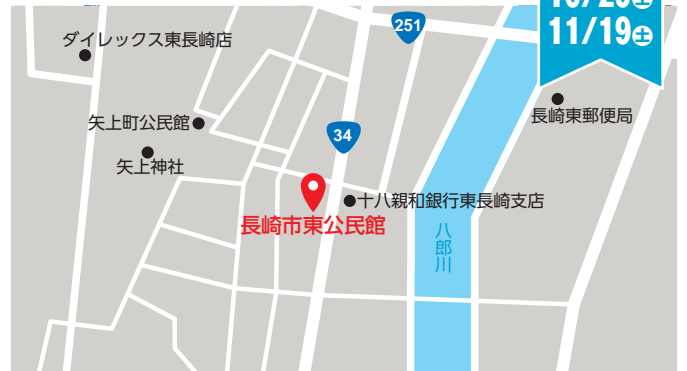 11/19土
251
ダイレックス東長崎店
長崎東郵便局
矢上町公民館
34
矢上神社
十八親和銀行東長崎支店
長崎市東公民館
八郎川